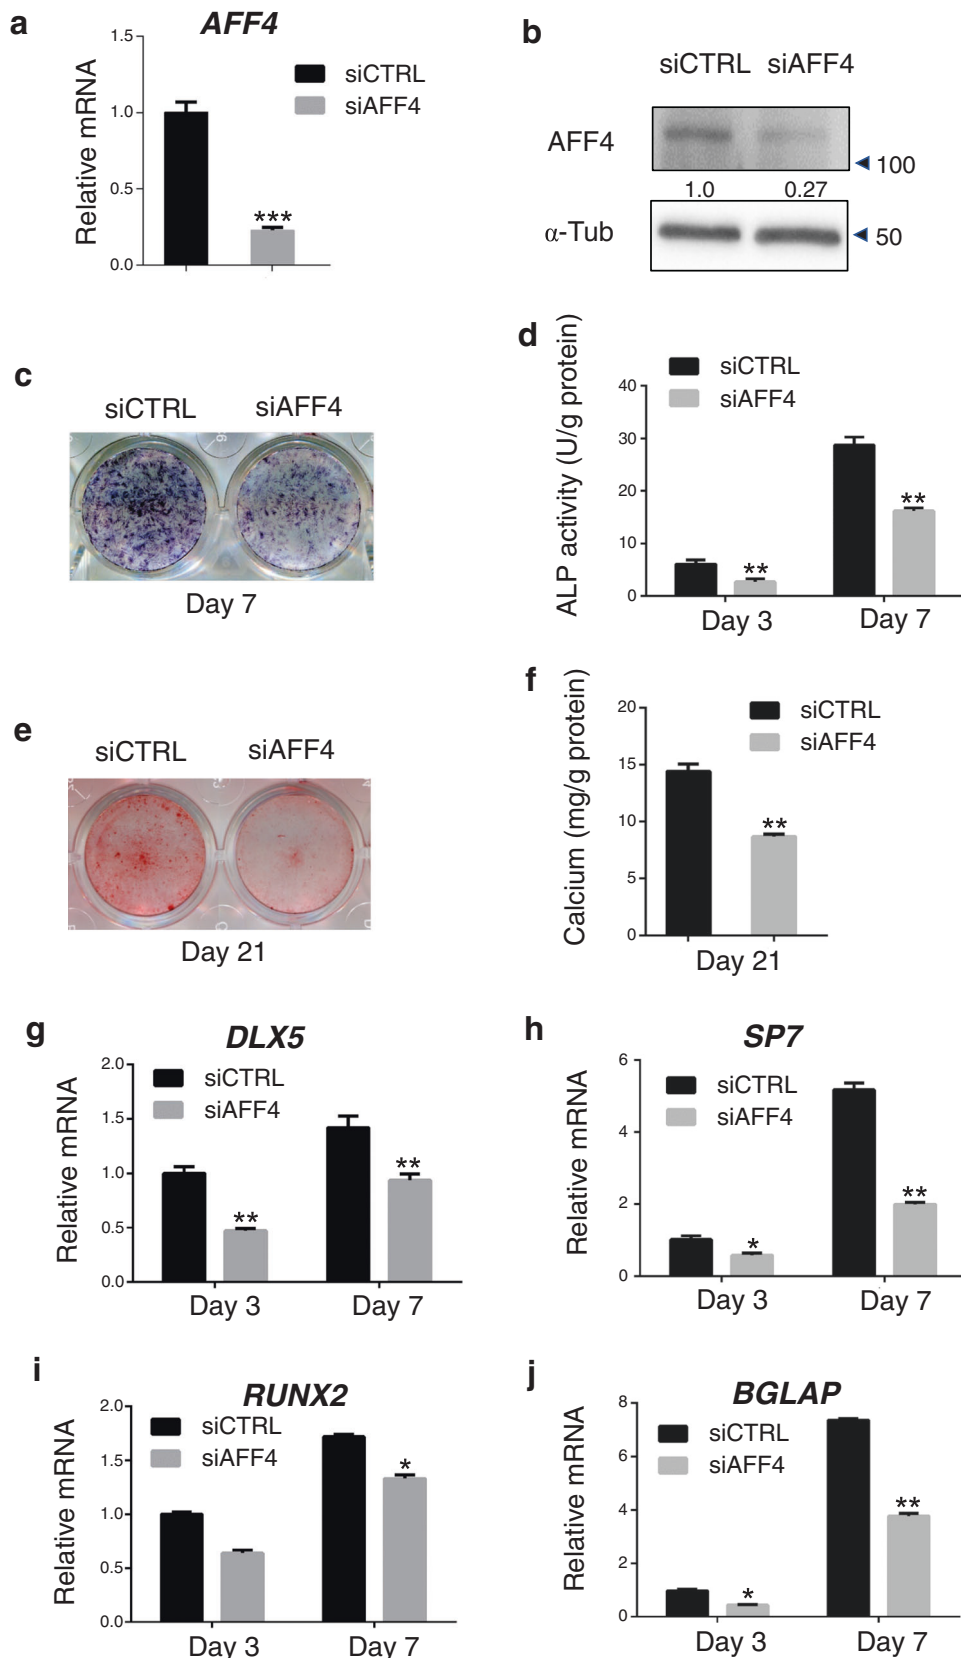 a
AFF4
Relative mRNA
1.5
1.0
0.5
0.0
siCTRL
siAFF4
***
b
siCTRL siAFF4
AFF4
100
1.0 0.27
α-Tub
50
c
siCTRL siAFF4
Day 7
d
ALP activity (U/g protein)
40
30
20
10
0
siCTRL
siAFF4
**
**
Day 3 Day 7
e
siCTRL siAFF4
Day 21
f
Calcium (mg/g protein)
20
15
10
5
0
siCTRL
siAFF4
**
Day 21
g
DLX5
Relative mRNA
2.0
1.5
1.0
0.5
0.0
siCTRL
siAFF4
**
**
Day 3 Day 7
h
SP7
Relative mRNA
6
4
2
0
siCTRL
siAFF4
*
**
Day 3 Day 7
i
RUNX2
Relative mRNA
2.0
1.5
1.0
0.5
0.0
siCTRL
siAFF4
*
Day 3 Day 7
j
BGLAP
Relative mRNA
8
6
4
2
0
siCTRL
siAFF4
*
**
Day 3 Day 7